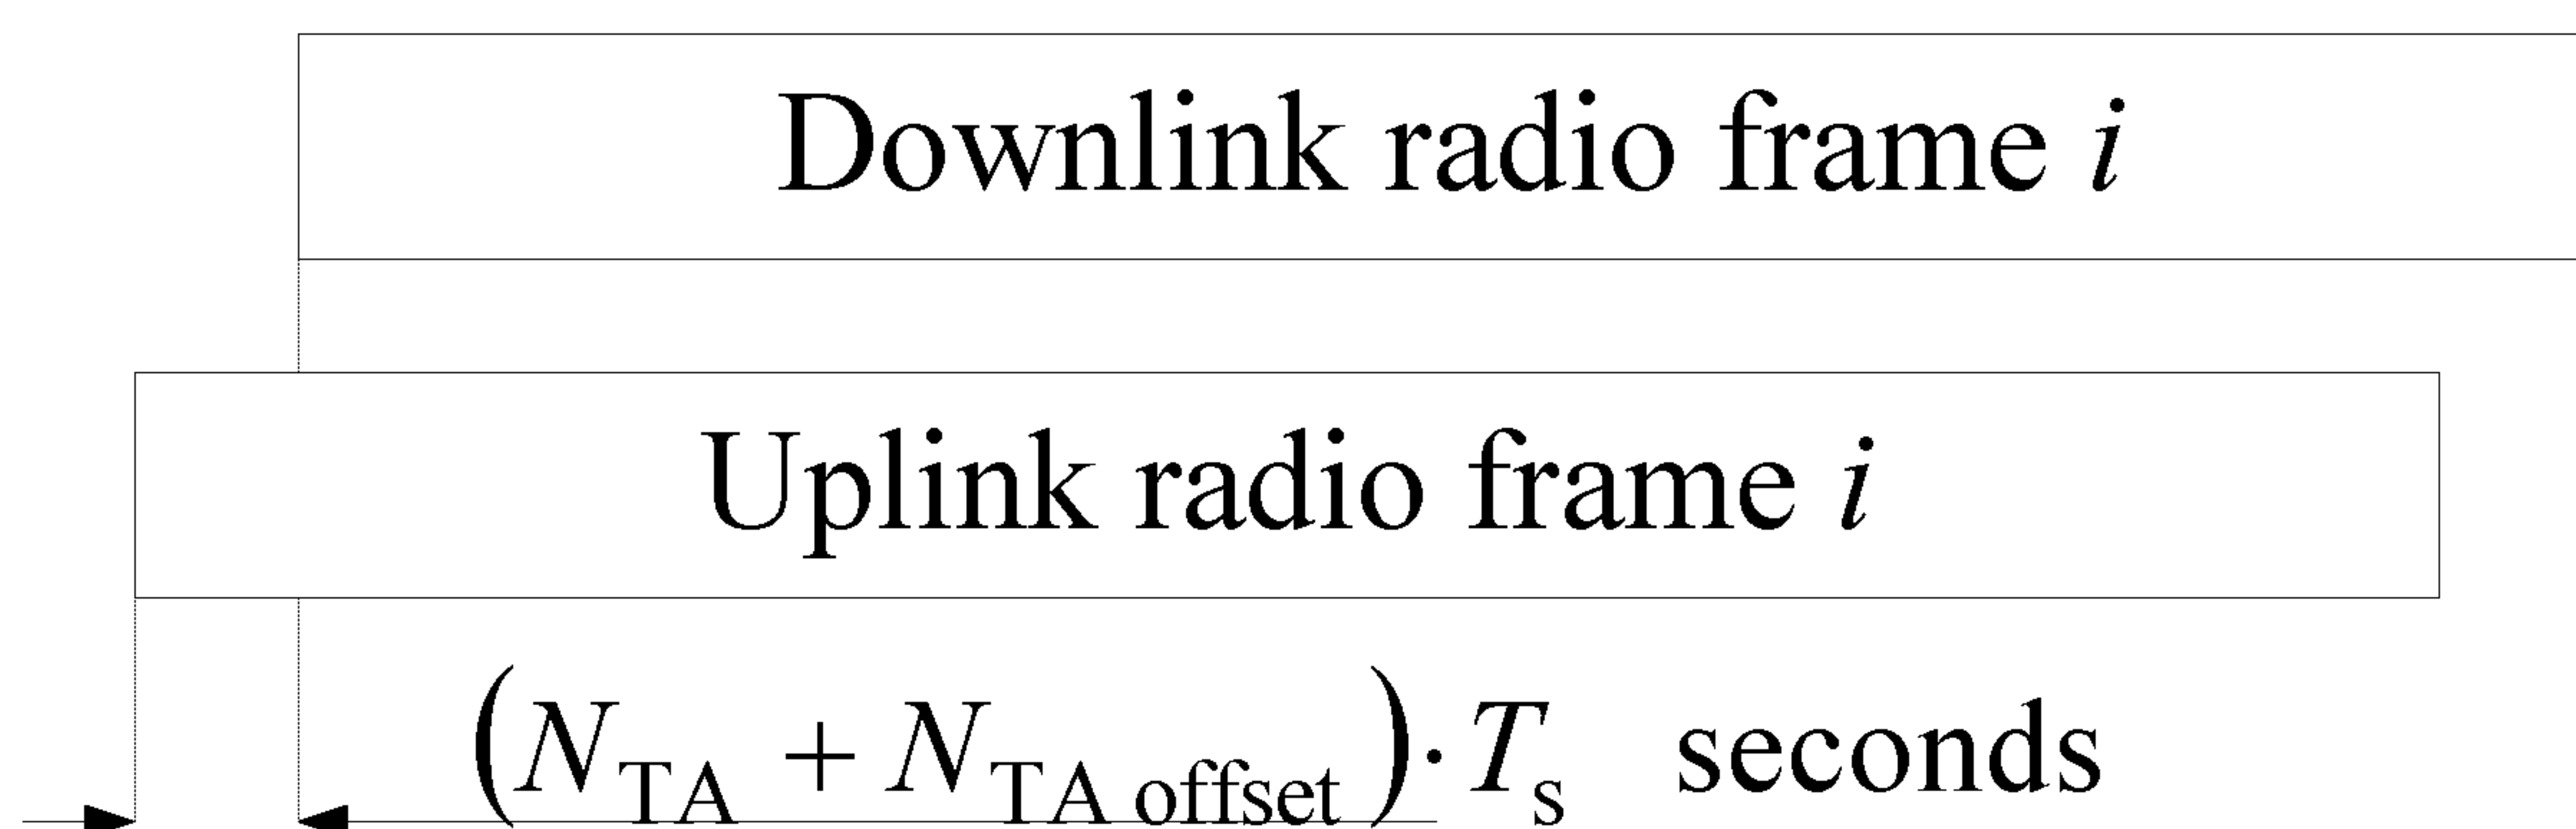 Downlink radio frame i
Uplink radio frame i
(N_TA + N_TA offset) · T_s seconds